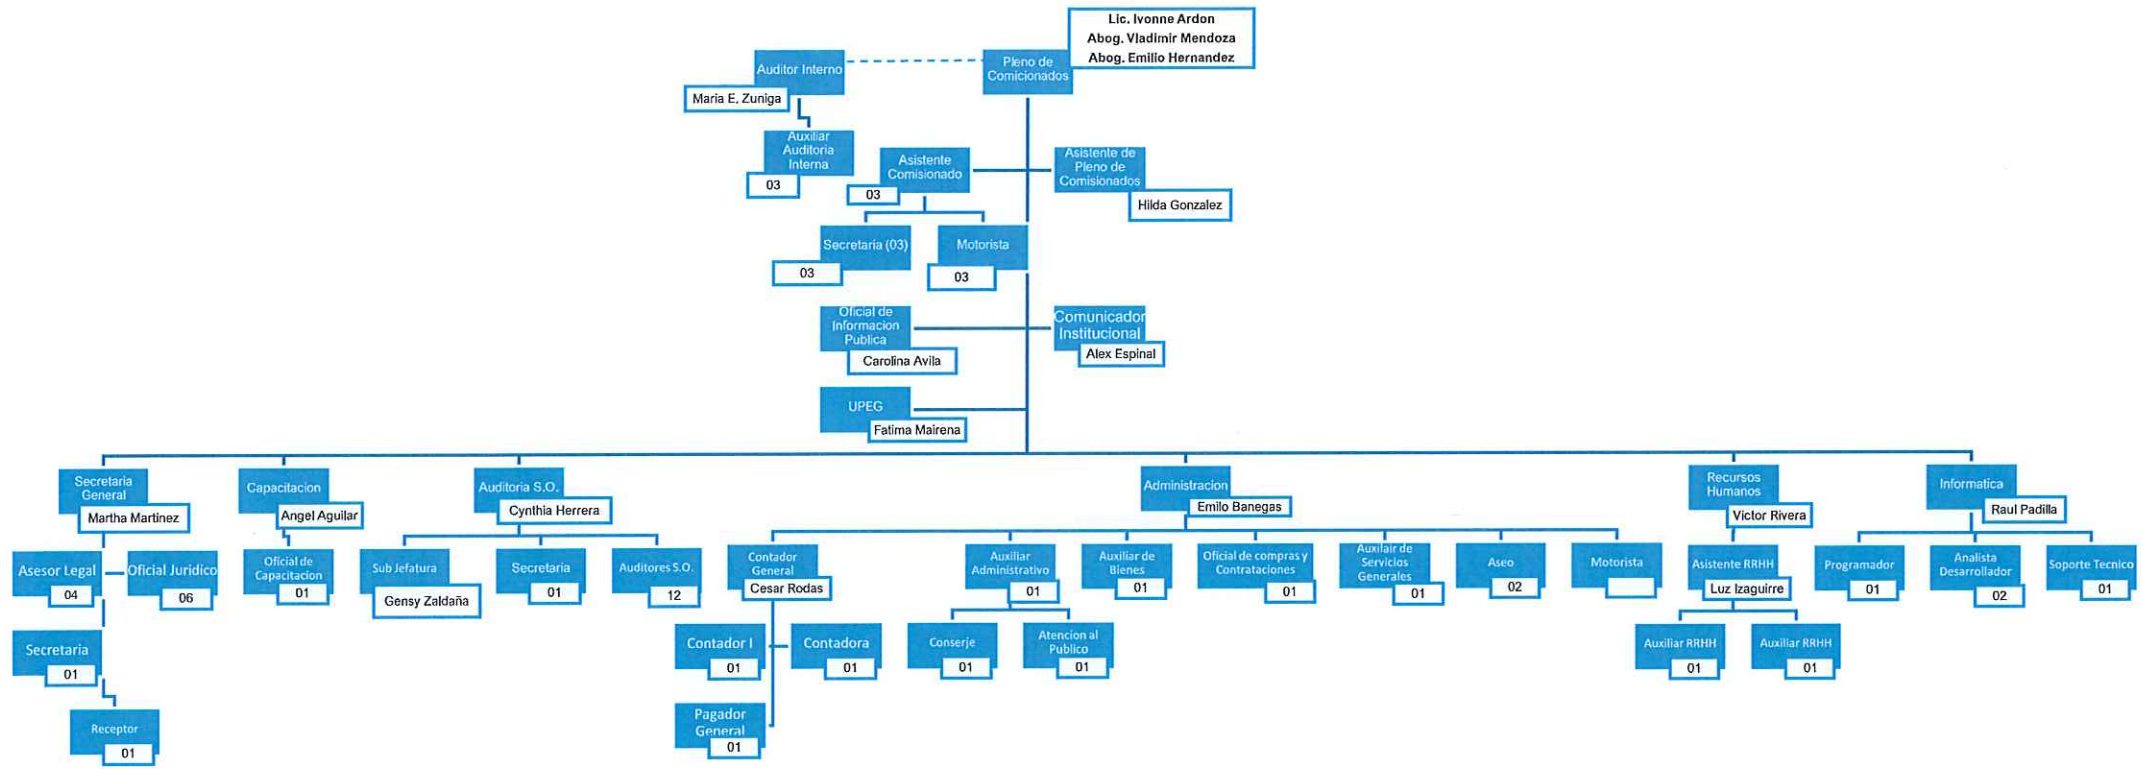 Lic. Ivonne Ardon
Abog. Vladimir Mendoza
Abog. Emilio Hernandez
Auditor Interno
Pleno de
Comicionados
Maria E. Zuniga
Auxiliar
Auditoria
Interna
03
Asistente
Comisionado
03
Asistente de
Pleno de
Comisionados
Hilda Gonzalez
Secretaria (03)
03
Motorista
03
Oficial de
Informacion
Publica
Carolina Avila
Comunicador
Institucional
Alex Espinal
UPEG
Fatima Mairena
Secretaria
General
Martha Martinez
Capacitacion
Angel Aguilar
Auditoria S.O.
Cynthia Herrera
Administracion
Emilo Banegas
Recursos
Humanos
Victor Rivera
Informatica
Raul Padilla
Asesor Legal
04
Oficial Juridico
06
Oficial de
Capacitacion
01
Sub Jefatura
Gensy Zaldaña
Secretaria
01
Auditores S.O.
12
Contador
General
Cesar Rodas
Auxiliar
Administrativo
01
Auxiliar de
Bienes
01
Oficial de compras y
Contrataciones
01
Auxilair de
Servicios
Generales
01
Aseo
02
Motorista
Asistente RRHH
Luz Izaguirre
Programador
01
Analista
Desarrollador
02
Soporte Tecnico
01
Secretaria
01
Contador I
01
Contadora
01
Conserje
01
Atencion al
Publico
01
Auxiliar RRHH
01
Auxiliar RRHH
01
Receptor
01
Pagador
General
01